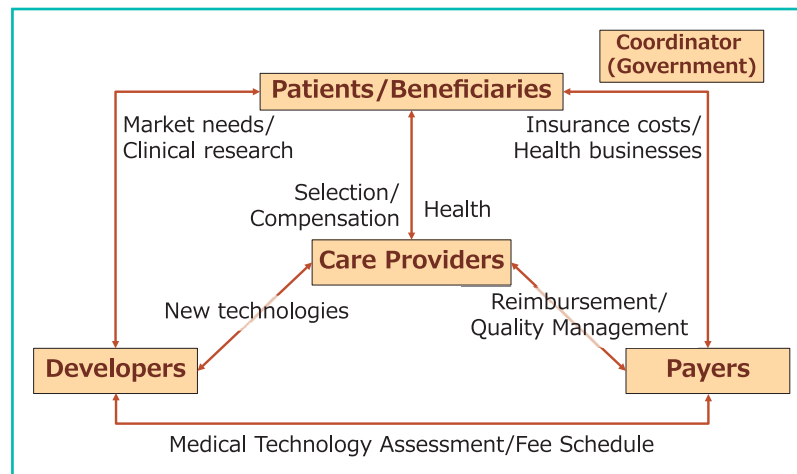 Coordinator
(Government)
Patients/Beneficiaries
Market needs/
Clinical research
Insurance costs/
Health businesses
Selection/
Compensation
Health
Care Providers
New technologies
Reimbursement/
Quality Management
Developers
Payers
Medical Technology Assessment/Fee Schedule